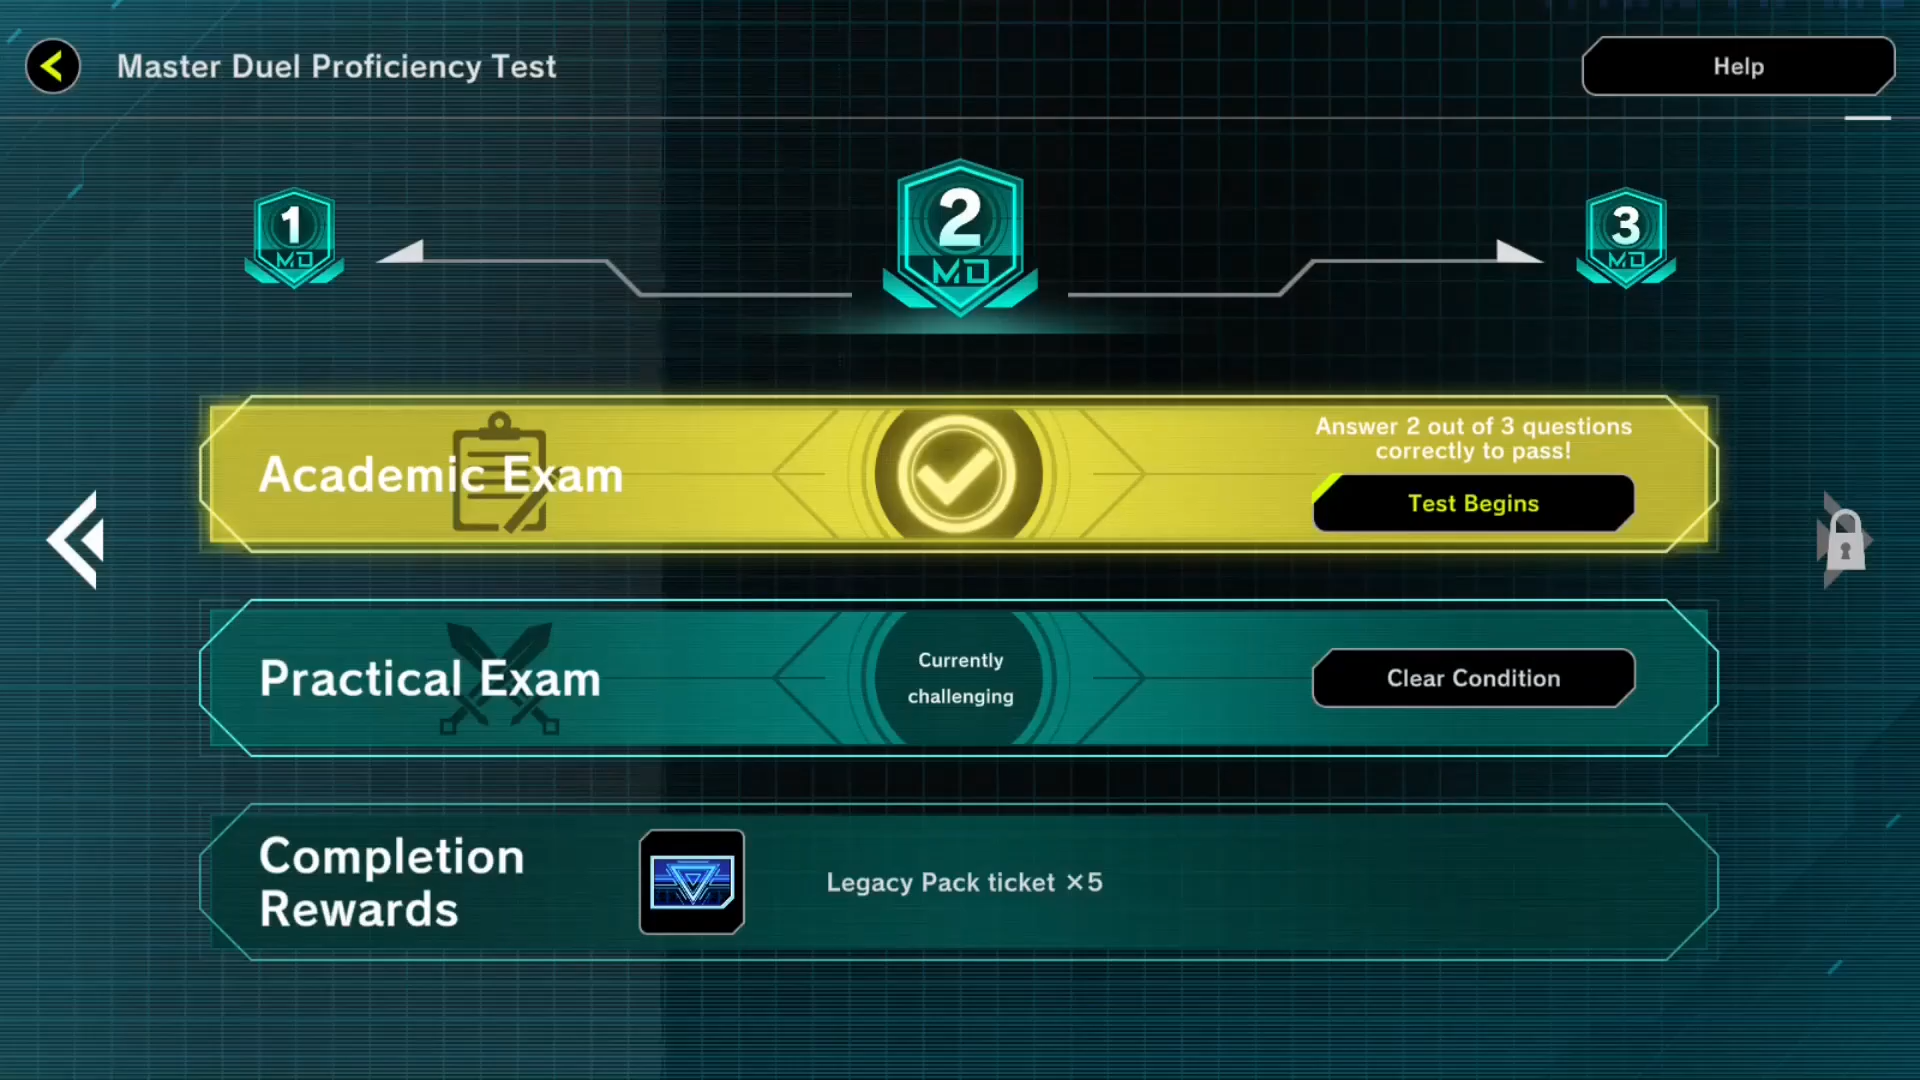 Master Duel Proficiency Test
Help
1
MD
2
MD
3
MD
Academic Exam
Answer 2 out of 3 questions
correctly to pass!
Test Begins
Practical Exam
Currently
challenging
Clear Condition
Completion
Rewards
Legacy Pack ticket ×5